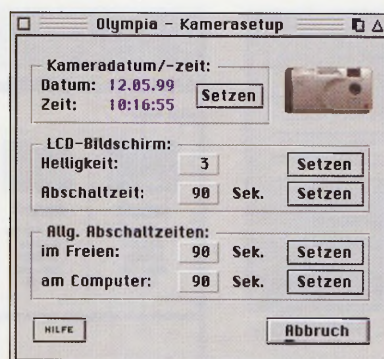 Olympia – Kamerasetup
Kameradatum/-zeit:
Datum: 12.05.99
Zeit: 10:16:55
Setzen
LCD-Bildschirm:
Helligkeit: 3 Setzen
Abschaltzeit: 90 Sek. Setzen
Allg. Abschaltzeiten:
im Freien: 90 Sek. Setzen
am Computer: 90 Sek. Setzen
HILFE Abbruch